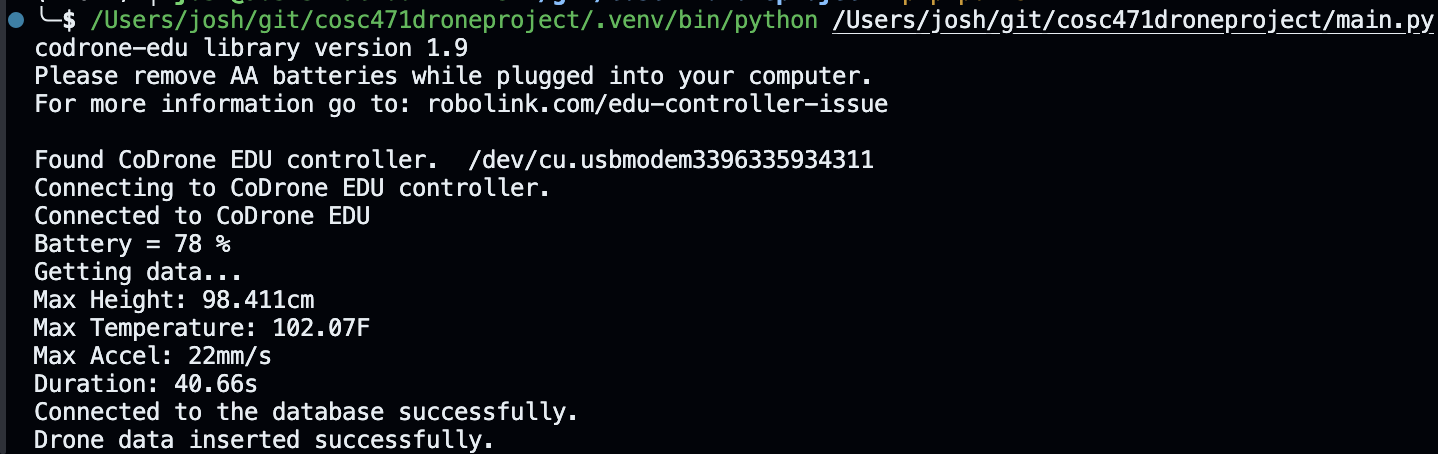 ╰─$ /Users/josh/git/cosc471droneproject/.venv/bin/python /Users/josh/git/cosc471droneproject/main.py
codrone-edu library version 1.9
Please remove AA batteries while plugged into your computer.
For more information go to: robolink.com/edu-controller-issue
Found CoDrone EDU controller.  /dev/cu.usbmodem3396335934311
Connecting to CoDrone EDU controller.
Connected to CoDrone EDU
Battery = 78 %
Getting data...
Max Height: 98.411cm
Max Temperature: 102.07F
Max Accel: 22mm/s
Duration: 40.66s
Connected to the database successfully.
Drone data inserted successfully.